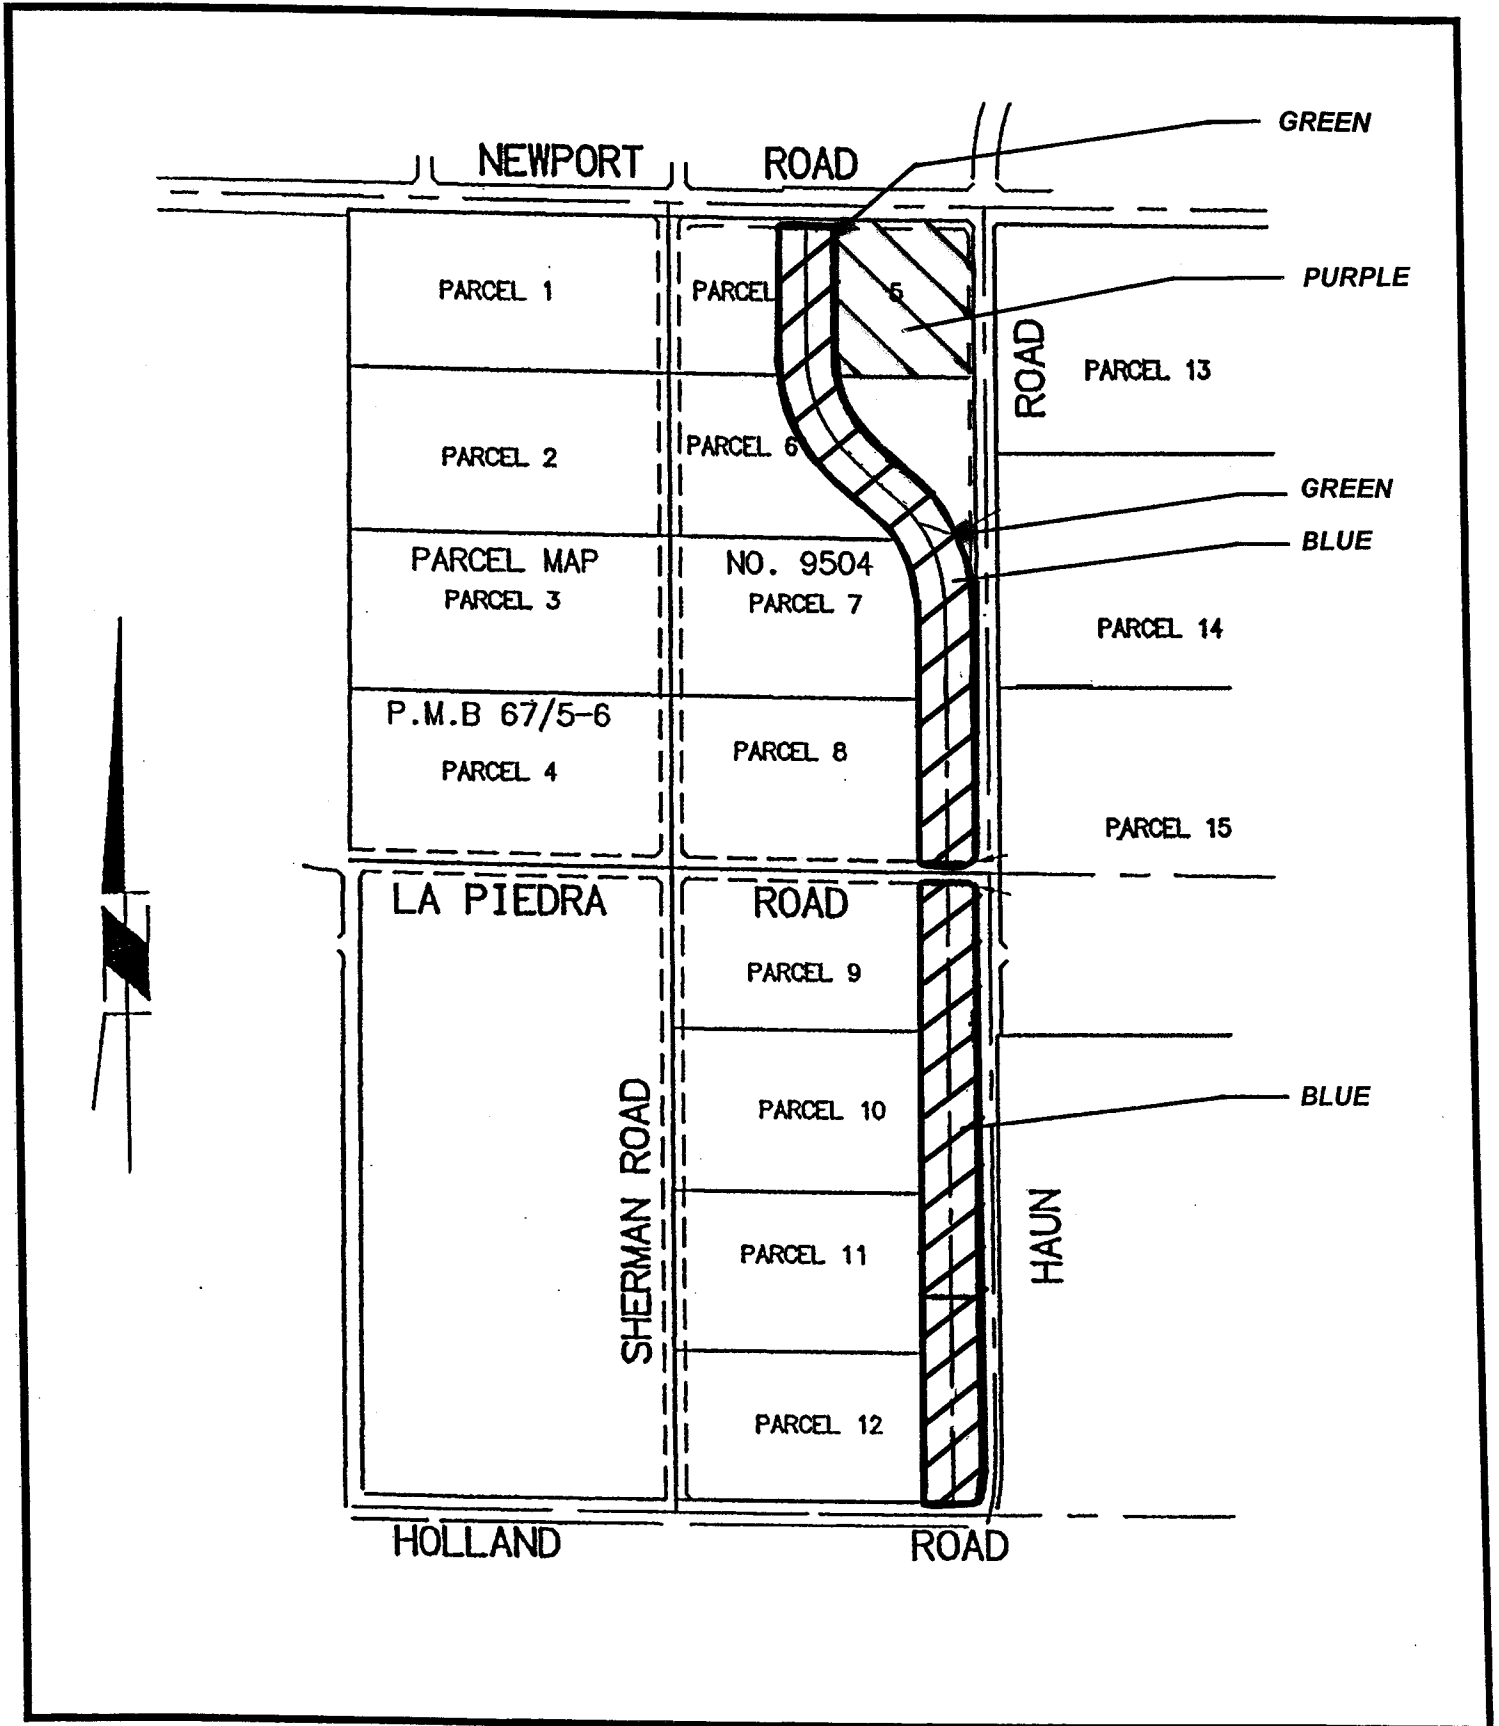 GREEN
NEWPORT ROAD
PURPLE
PARCEL 1
PARCEL 5
ROAD
PARCEL 13
PARCEL 2
PARCEL 6
GREEN
BLUE
PARCEL MAP NO. 9504
PARCEL 3
PARCEL 7
PARCEL 14
P.M.B 67/5-6
PARCEL 4
PARCEL 8
PARCEL 15
LA PIEDRA ROAD
PARCEL 9
BLUE
PARCEL 10
SHERMAN ROAD
HAUN
PARCEL 11
PARCEL 12
HOLLAND ROAD